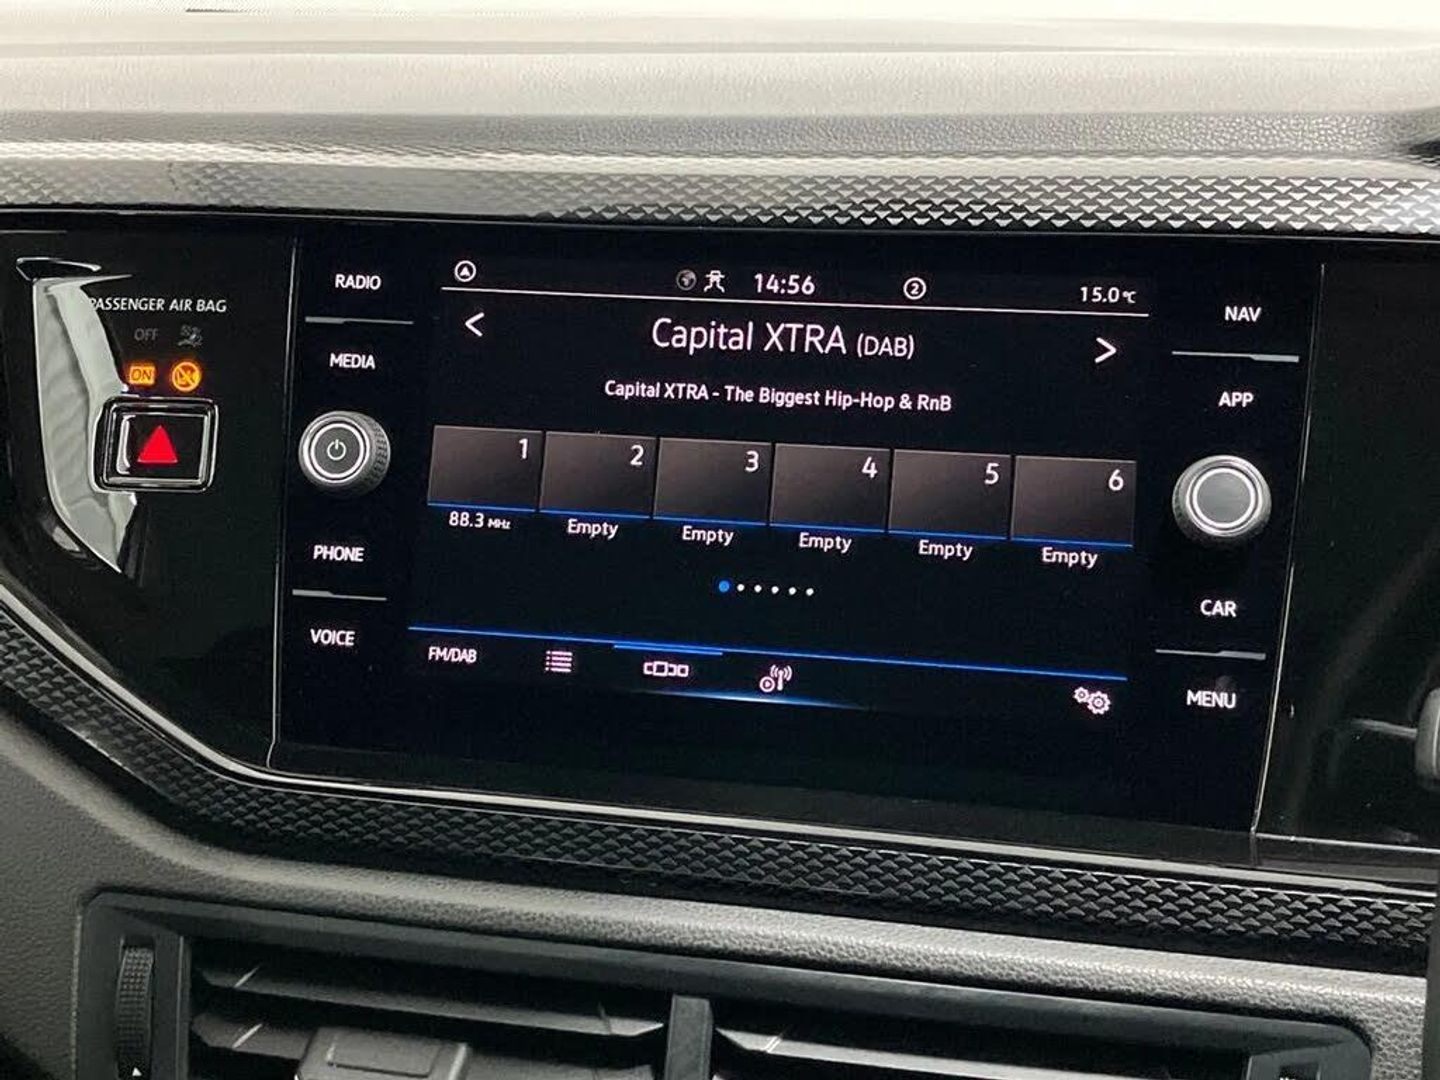 PASSENGER AIR BAG
OFF
ON
RADIO
MEDIA
PHONE
VOICE
14:56
2
15.0°C
<
Capital XTRA (DAB)
>
Capital XTRA - The Biggest Hip-Hop & RnB
1 2 3 4 5 6
88.3 MHz Empty Empty Empty Empty Empty
FM/DAB
NAV
APP
CAR
MENU